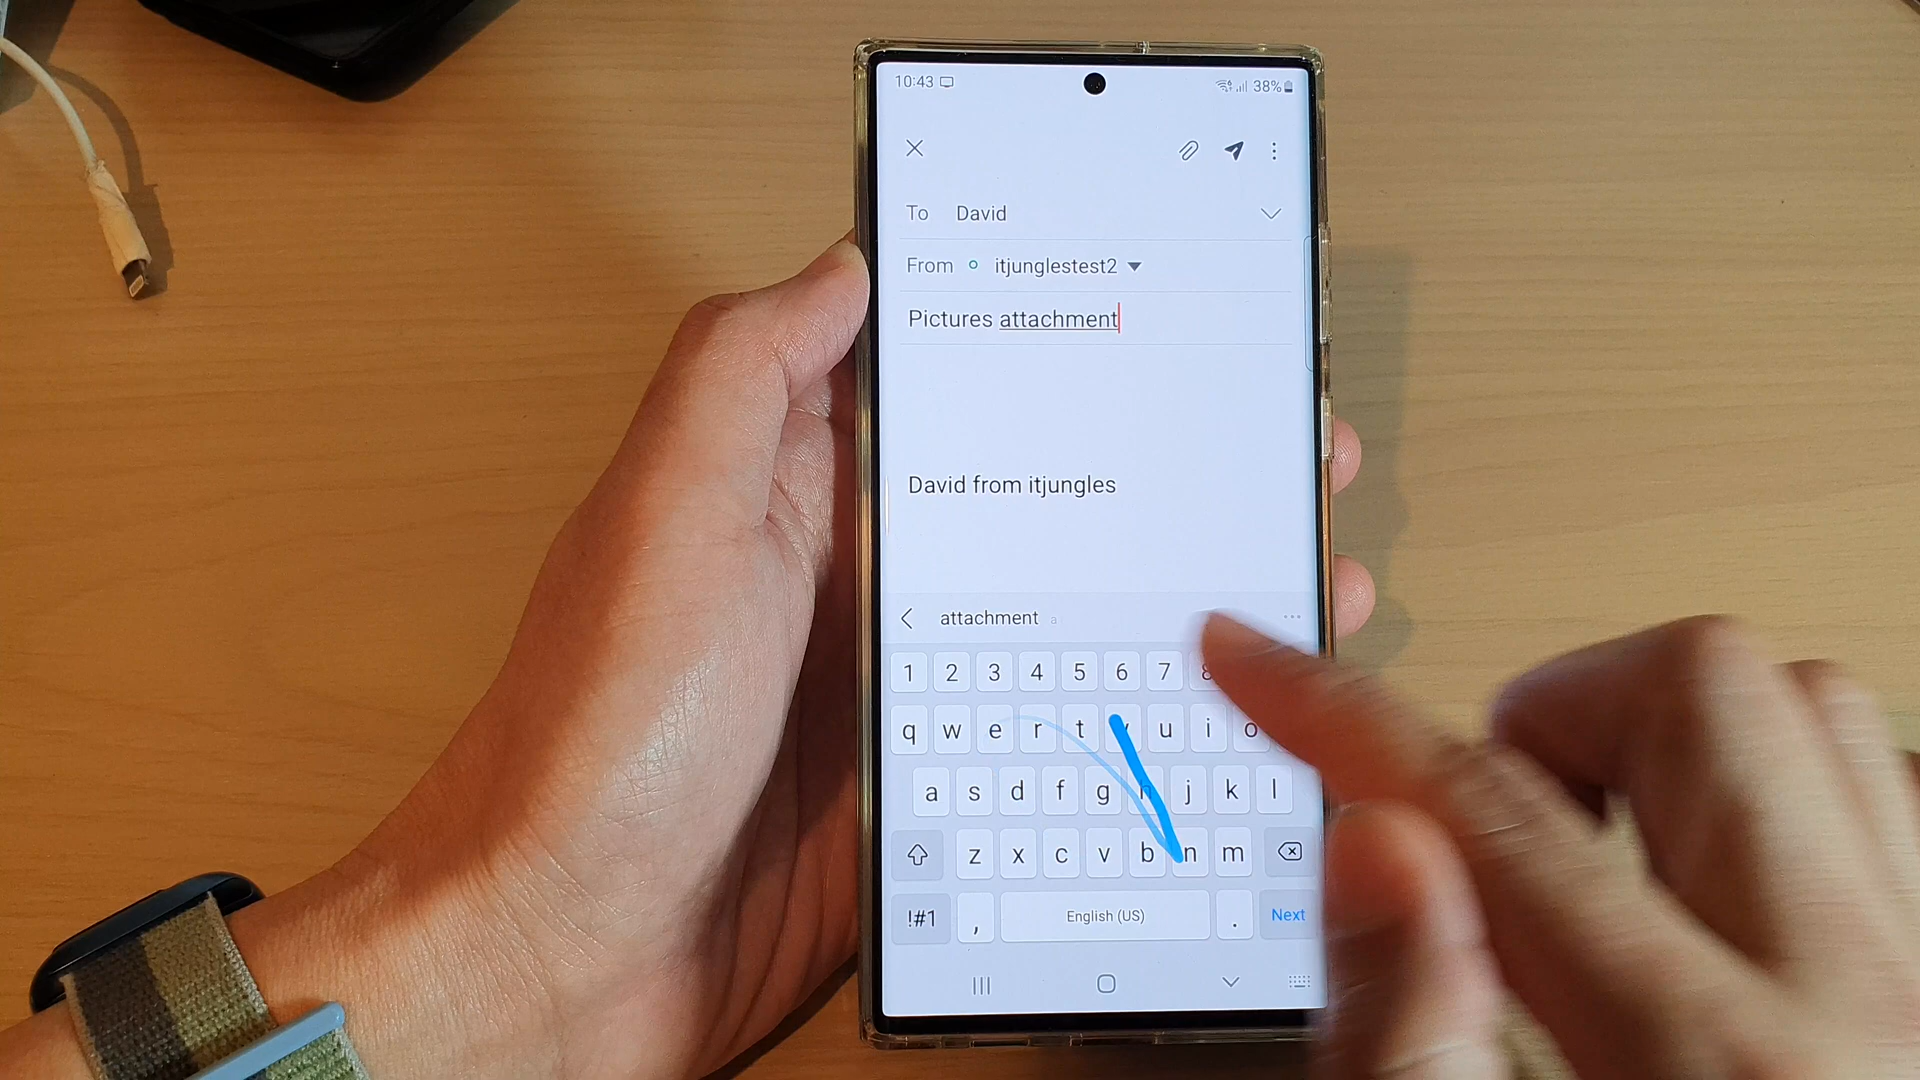 10:43 38%
To David
From itjunglestest2
Pictures attachment
David from itjungles
attachment
1 2 3 4 5 6 7 8
q w e r t y u i o
a s d f g h j k l
z x c v b n m
!#1 , English (US) . Next